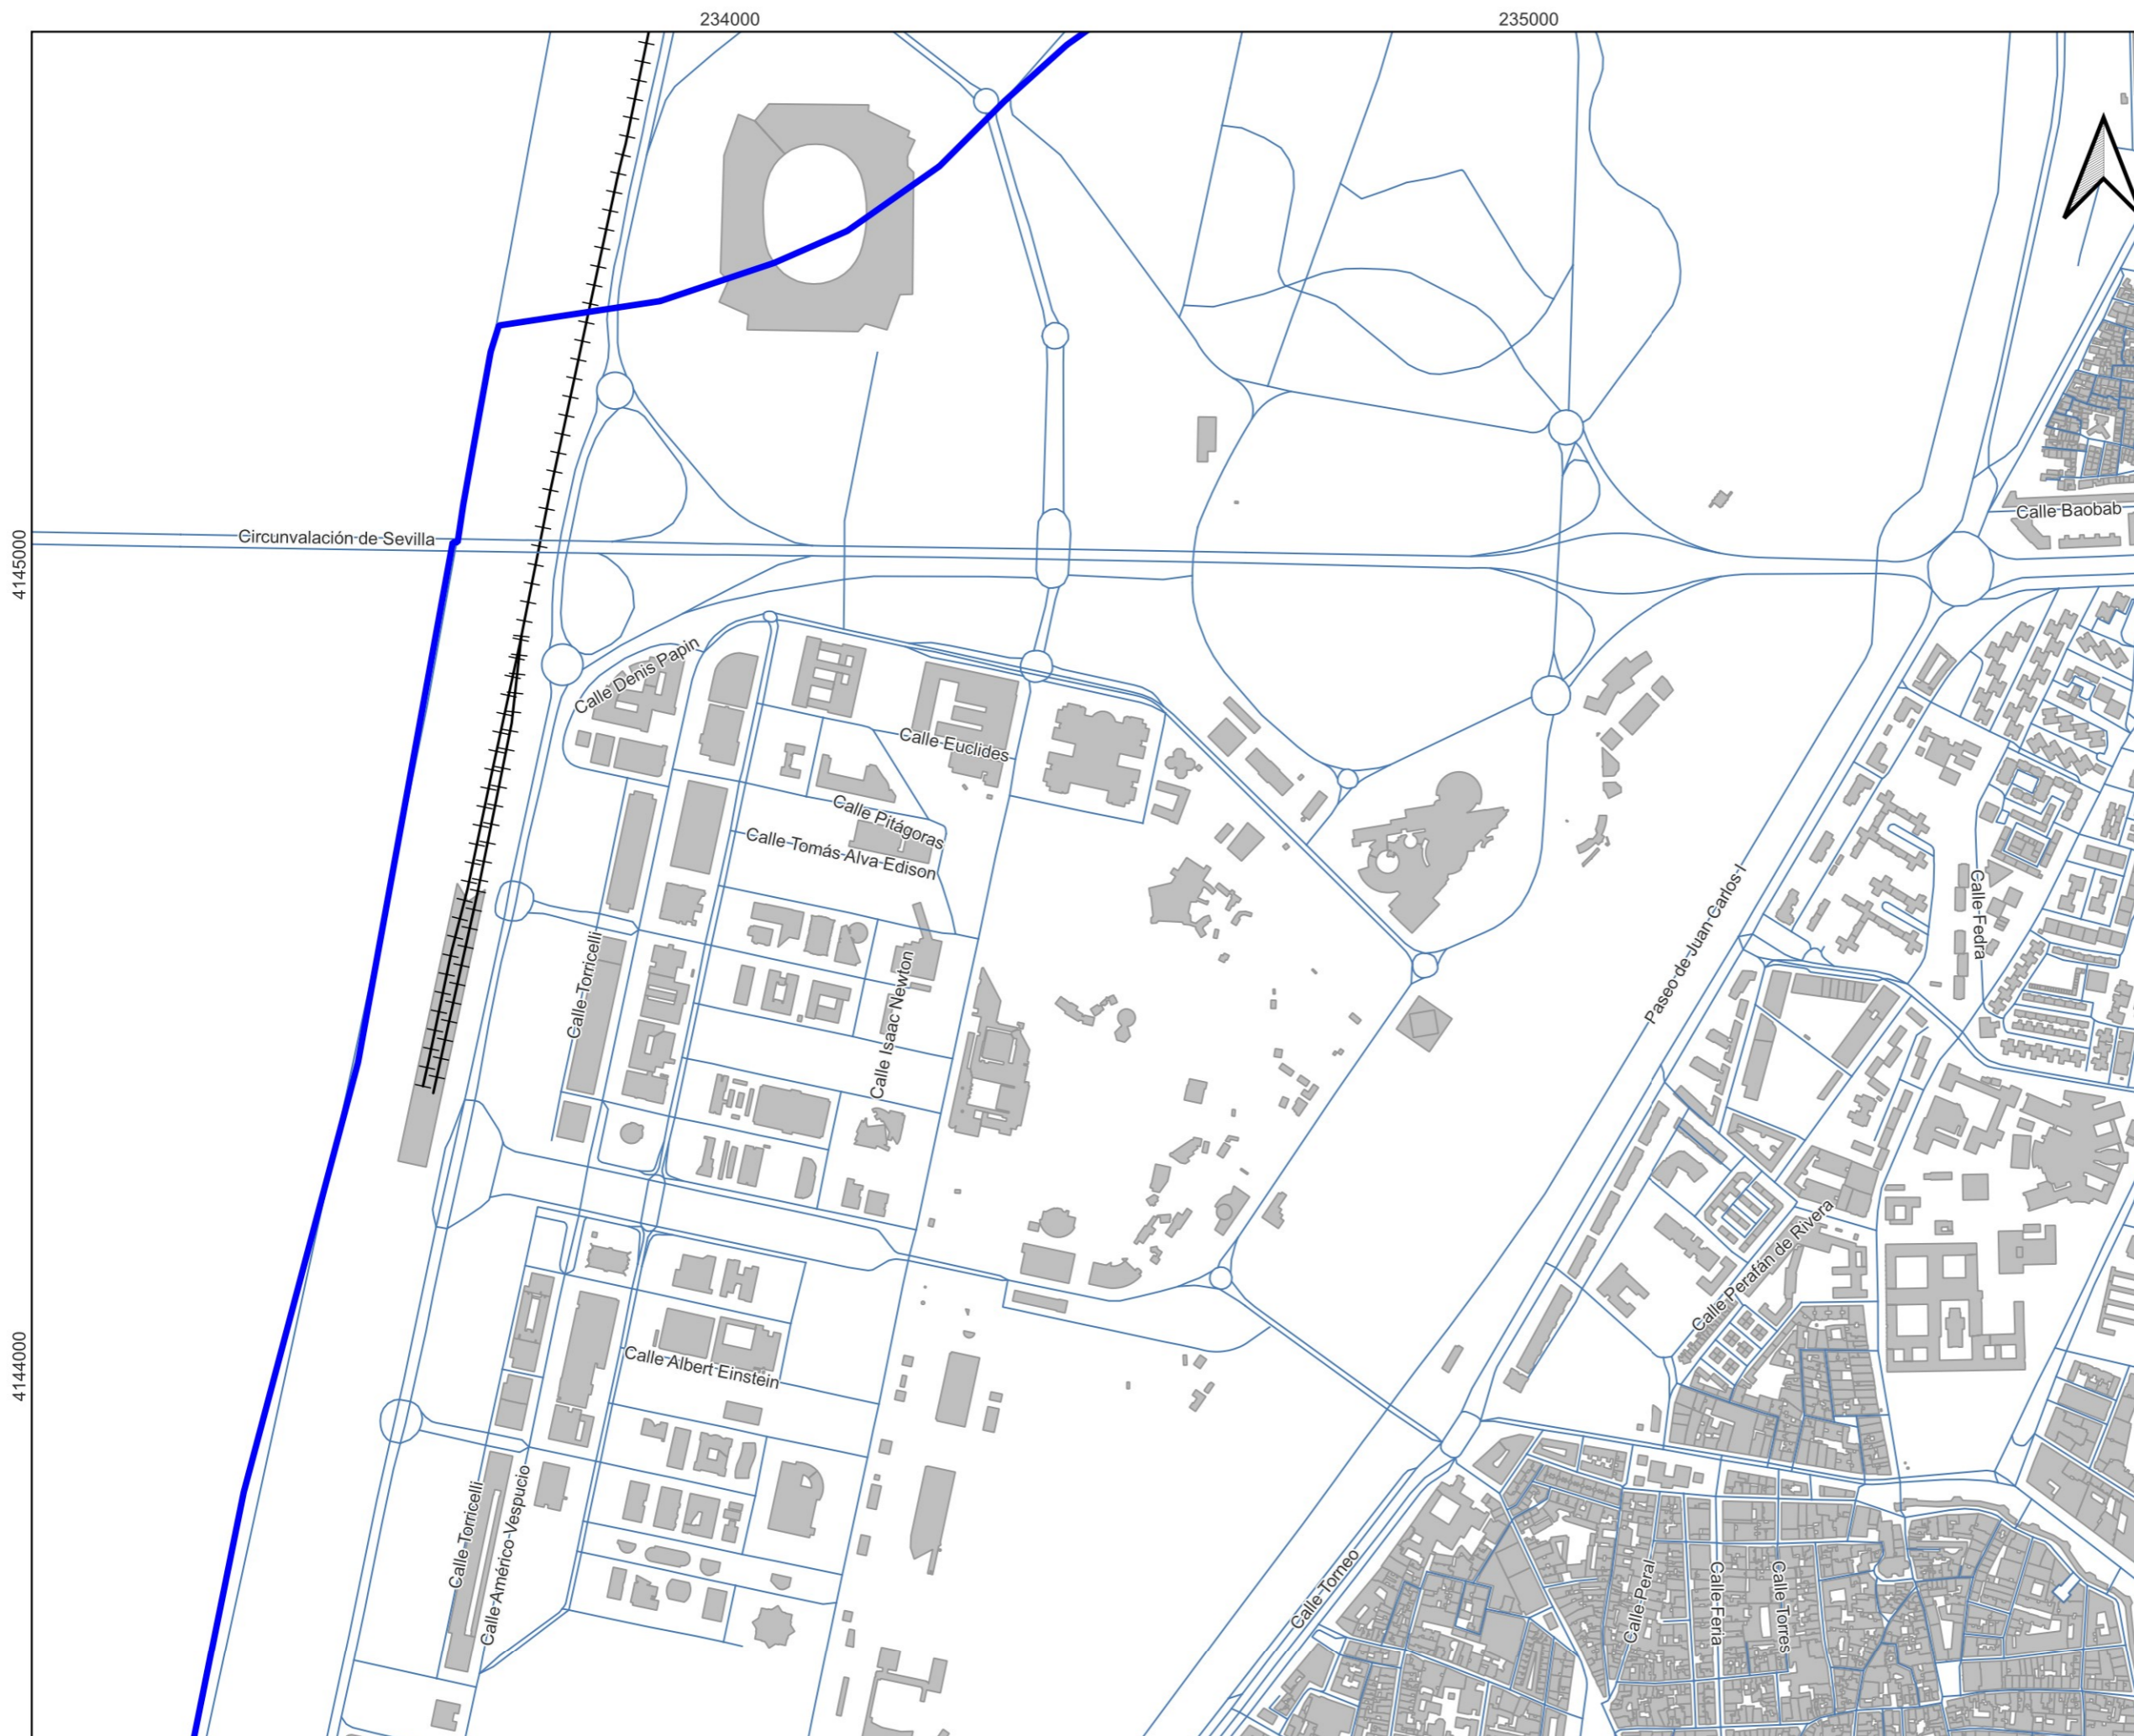 234000
235000
4145000
4144000
Circunvalación de Sevilla
Calle Baobab
Calle Denis Papin
Calle Euclides
Calle Pitágoras
Calle Tomás Alva Edison
Paseo de Juan Carlos I
Calle Fedra
Calle Torricelli
Calle Isaac Newton
Calle Perafán de Rivera
Calle Albert Einstein
Calle Torricelli
Calle Américo Vespucio
Calle Torneo
Calle Peral
Calle Feria
Calle Torres